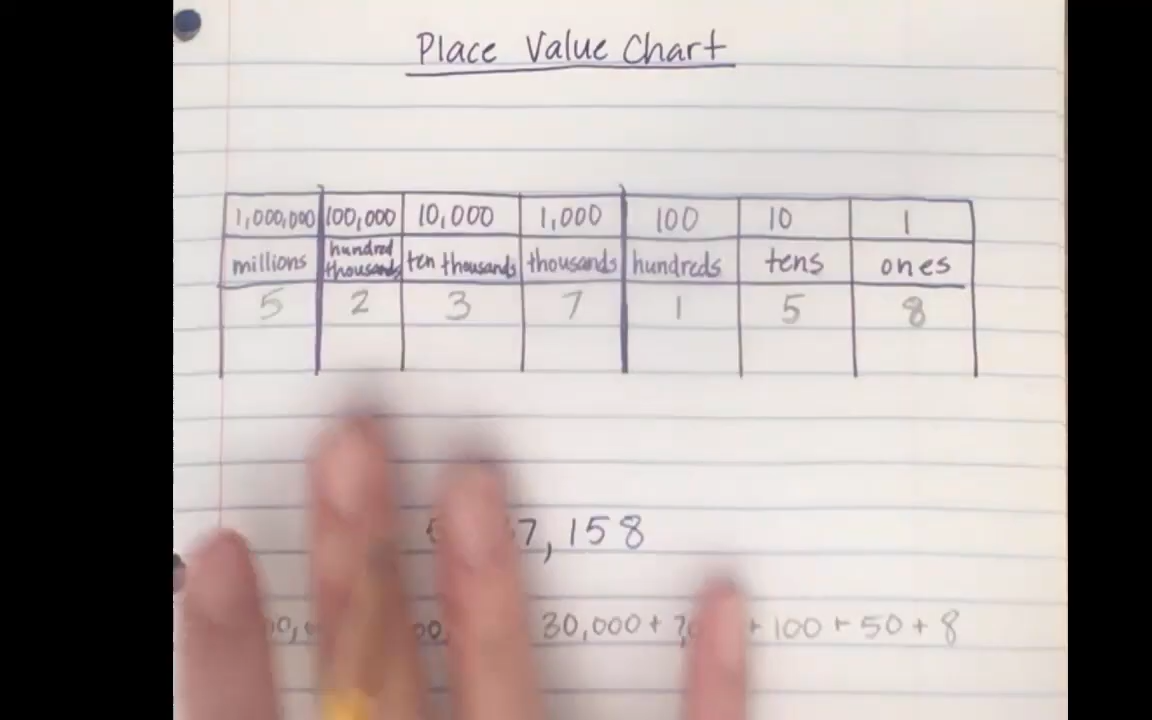 Place Value Chart
1,000,000 100,000 10,000 1,000 100 10 1
millions hundred thousands ten thousands thousands hundreds tens ones
5 2 3 7 1 5 8
7,158
30,000 + + 100 + 50 + 8